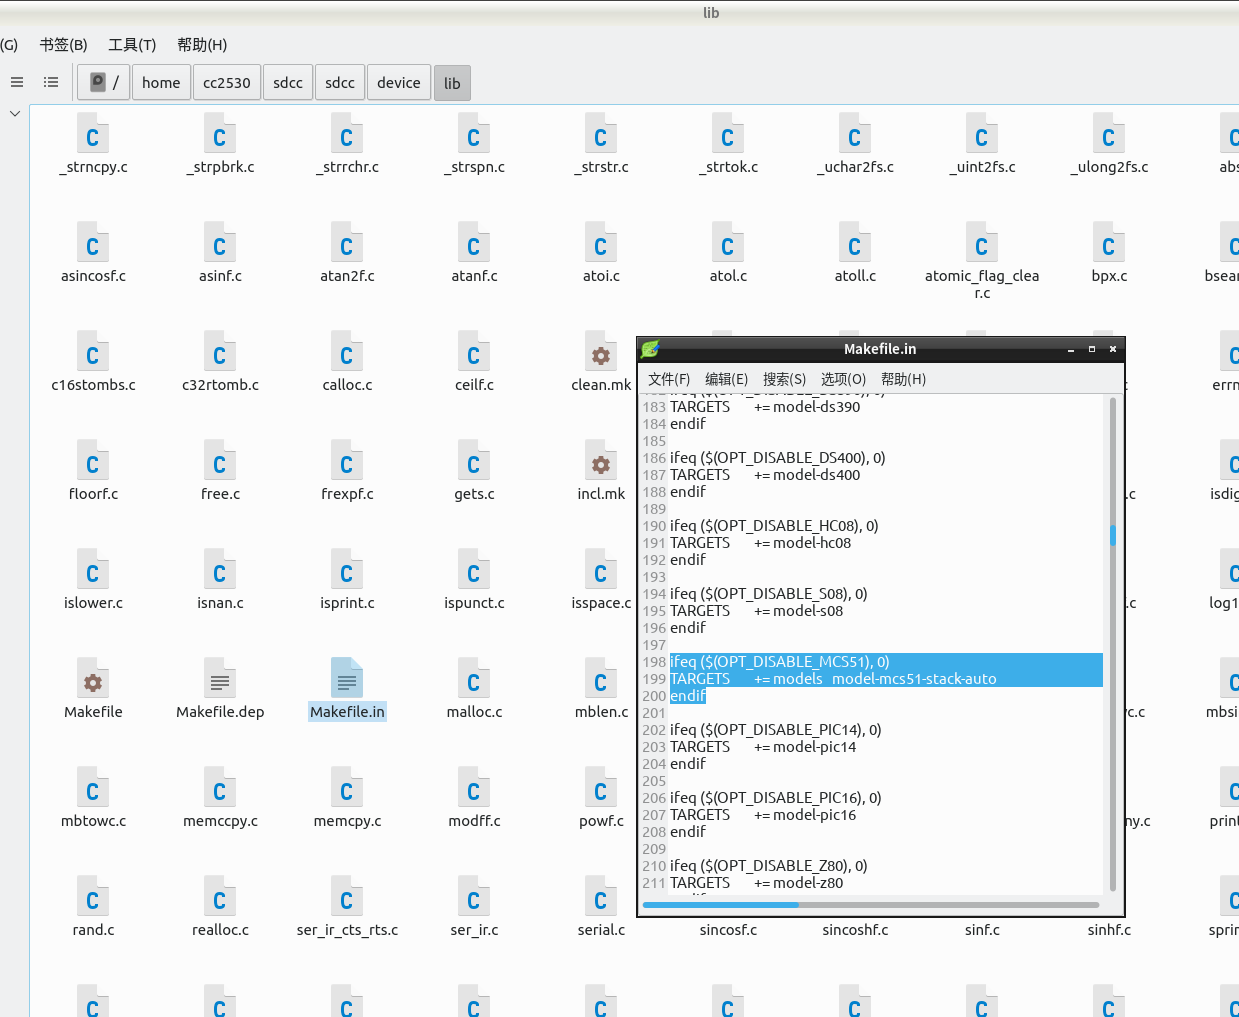 lib
(G) 书签(B) 工具(T) 帮助(H)
/ home cc2530 sdcc sdcc device lib
_strncpy.c _strpbrk.c _strrchr.c _strspn.c _strstr.c _strtok.c _uchar2fs.c _uint2fs.c _ulong2fs.c abs
asincosf.c asinf.c atan2f.c atanf.c atoi.c atol.c atoll.c atomic_flag_clea bpx.c bsear
r.c
c16stombs.c c32rtomb.c calloc.c ceilf.c clean.mk errn
floorf.c free.c frexpf.c gets.c incl.mk .c isdig
islower.c isnan.c isprint.c ispunct.c isspace.c .c log1
Makefile Makefile.dep Makefile.in malloc.c mblen.c c.c mbsi
mbtowc.c memccpy.c memcpy.c modff.c powf.c ny.c print
rand.c realloc.c ser_ir_cts_rts.c ser_ir.c serial.c sincosf.c sincoshf.c sinf.c sinhf.c sprin
Makefile.in
文件(F) 编辑(E) 搜索(S) 选项(O) 帮助(H)
183 TARGETS += model-ds390
184 endif
185
186 ifeq ($(OPT_DISABLE_DS400), 0)
187 TARGETS += model-ds400
188 endif
189
190 ifeq ($(OPT_DISABLE_HC08), 0)
191 TARGETS += model-hc08
192 endif
193
194 ifeq ($(OPT_DISABLE_S08), 0)
195 TARGETS += model-s08
196 endif
197
198 ifeq ($(OPT_DISABLE_MCS51), 0)
199 TARGETS += models model-mcs51-stack-auto
200 endif
201
202 ifeq ($(OPT_DISABLE_PIC14), 0)
203 TARGETS += model-pic14
204 endif
205
206 ifeq ($(OPT_DISABLE_PIC16), 0)
207 TARGETS += model-pic16
208 endif
209
210 ifeq ($(OPT_DISABLE_Z80), 0)
211 TARGETS += model-z80